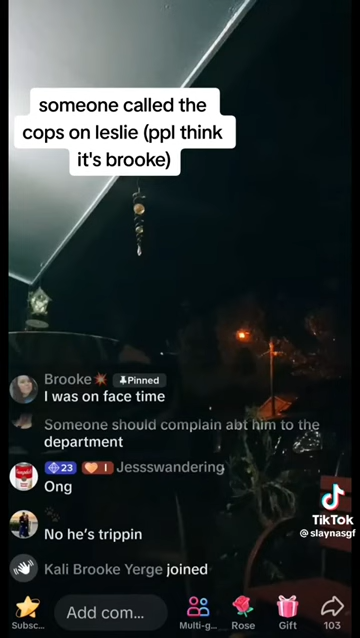 someone called the
cops on leslie (ppl think
it's brooke)
Brooke Pinned
I was on face time
Someone should complain abt him to the
department
23 I Jessswandering
Ong
No he's trippin
Kali Brooke Yerge joined
TikTok
@ slaynasgf
Subsc...
Add com...
Multi-g...
Rose
Gift
103